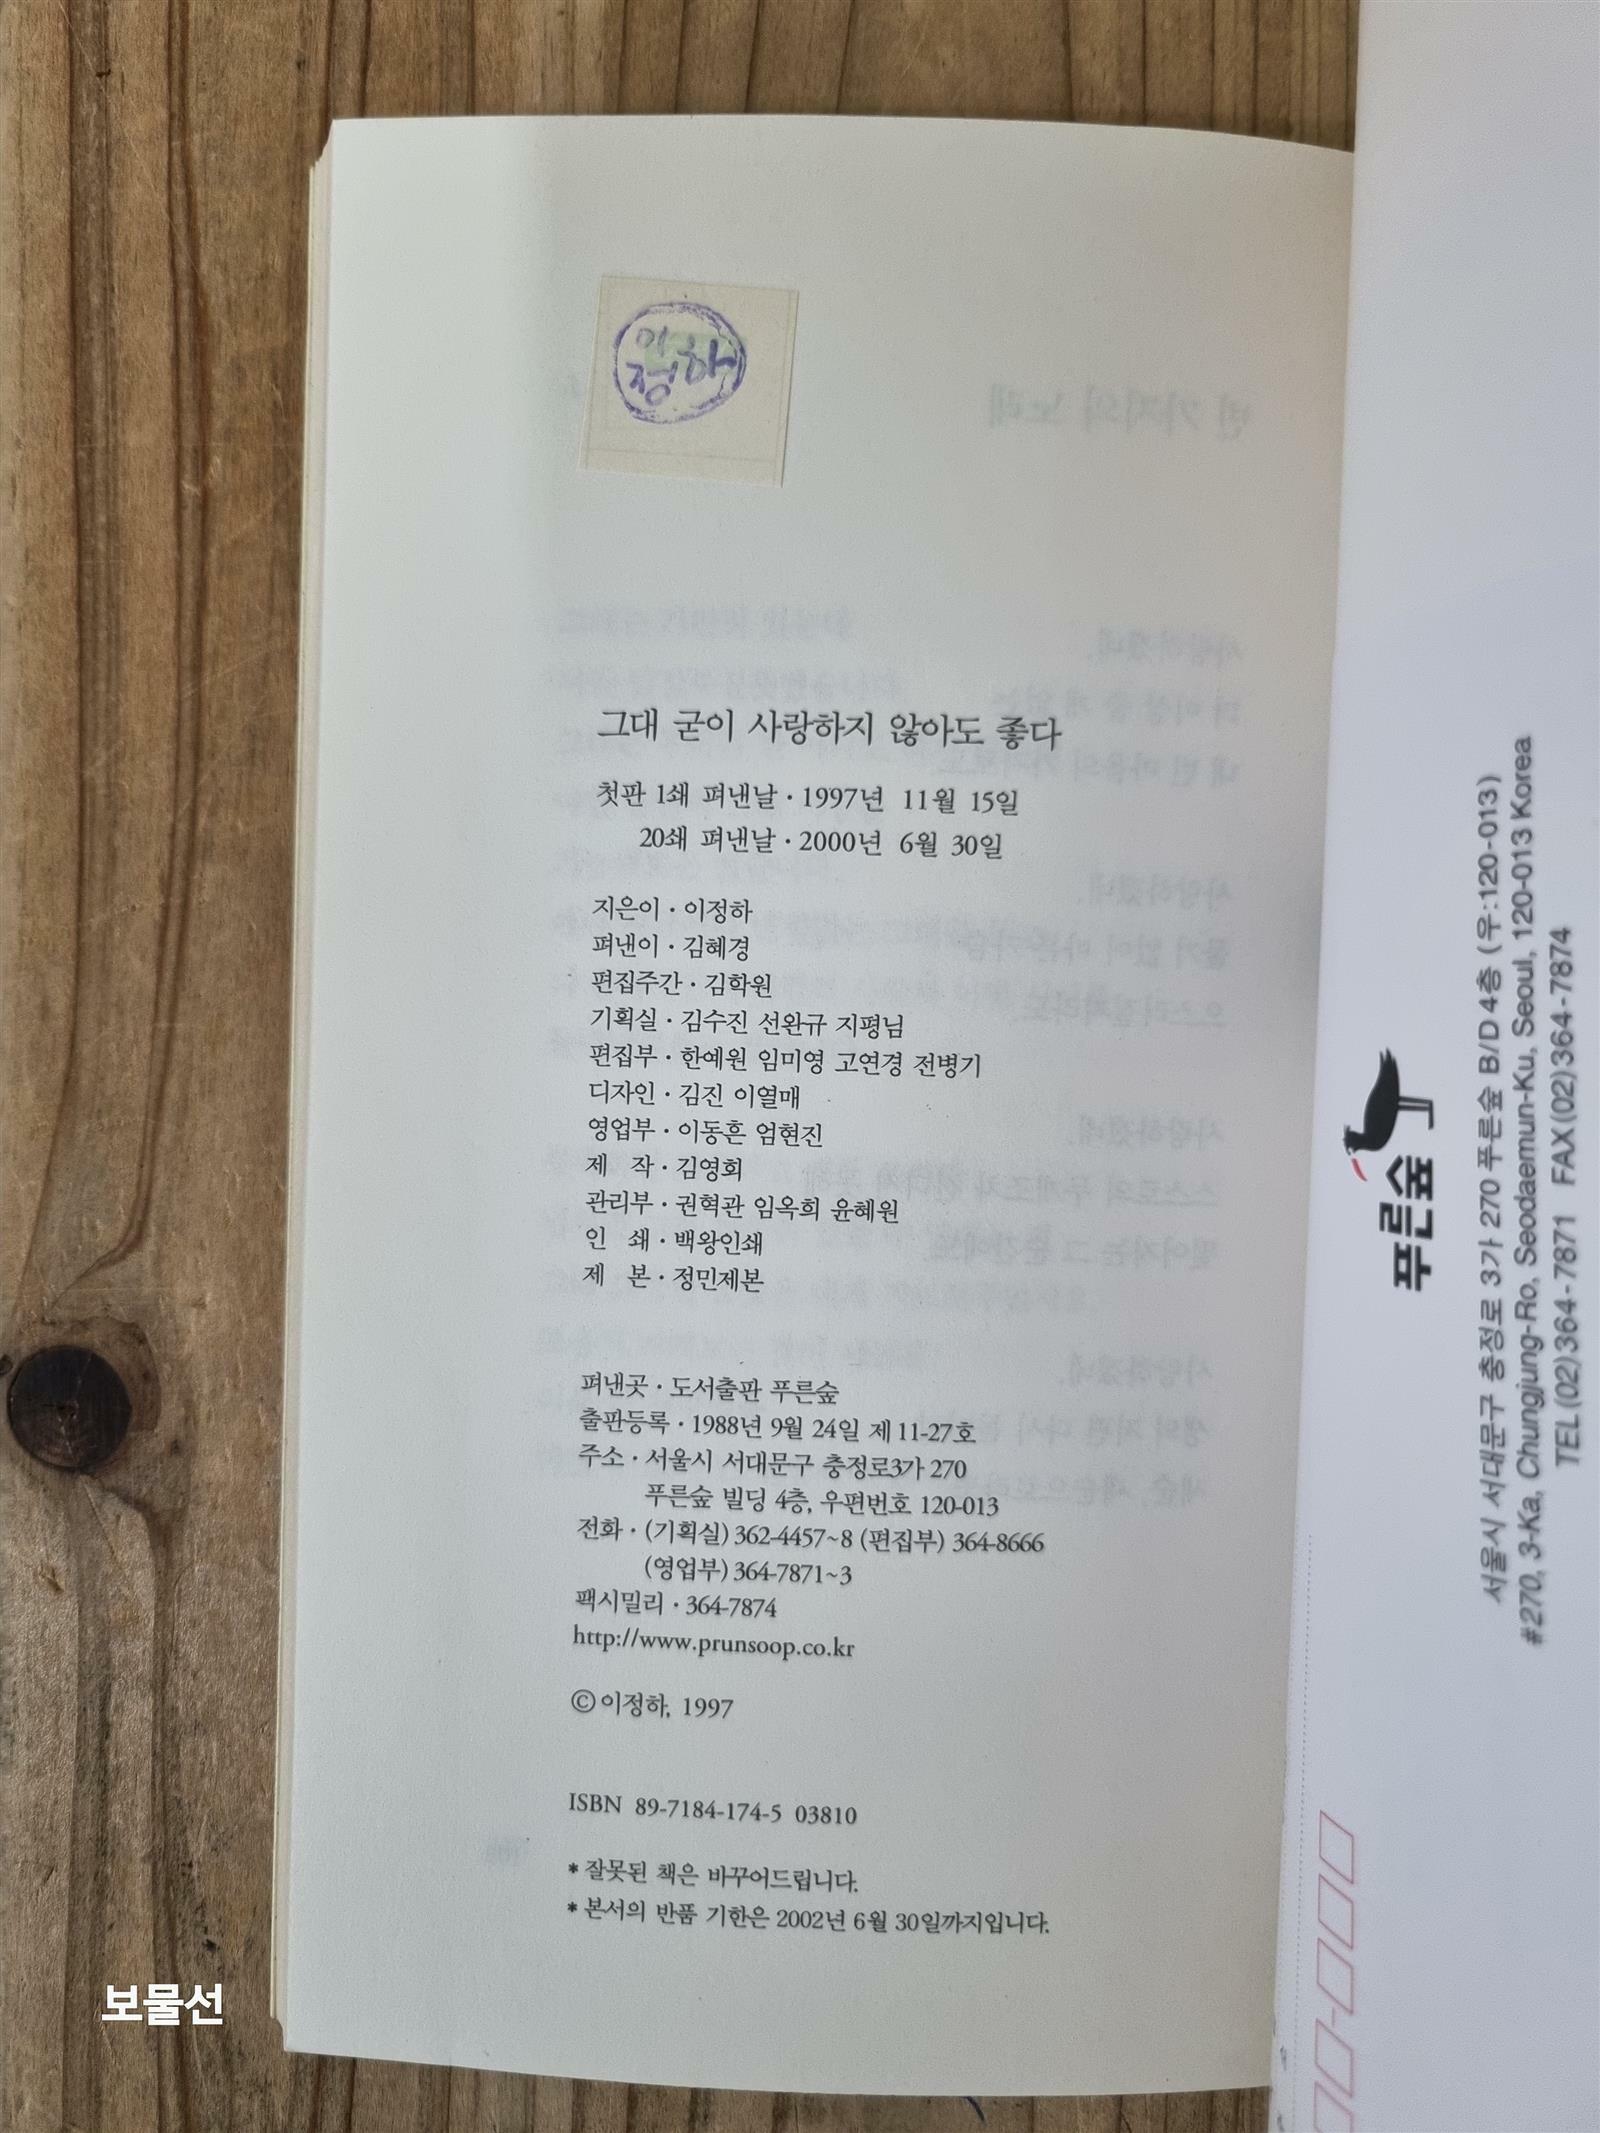 이
정하
그대 굳이 사랑하지 않아도 좋다
첫판 1쇄 펴낸날 · 1997년 11월 15일
20쇄 펴낸날 · 2000년 6월 30일
지은이 · 이정하
펴낸이 · 김혜경
편집주간 · 김학원
기획실 · 김수진 선완규 지평님
편집부 · 한예원 임미영 고연경 전병기
디자인 · 김진 이열매
영업부 · 이동흔 엄현진
제 작 · 김영회
관리부 · 권혁관 임옥희 윤혜원
인 쇄 · 백왕인쇄
제 본 · 정민제본
펴낸곳 · 도서출판 푸른숲
출판등록 · 1988년 9월 24일 제 11-27호
주소 · 서울시 서대문구 충정로3가 270
푸른숲 빌딩 4층, 우편번호 120-013
전화 · (기획실) 362-4457~8 (편집부) 364-8666
(영업부) 364-7871~3
팩시밀리 · 364-7874
http://www.prunsoop.co.kr
ⓒ 이정하, 1997
ISBN 89-7184-174-5 03810
* 잘못된 책은 바꾸어드립니다.
* 본서의 반품 기한은 2002년 6월 30일까지입니다.
푸른숲
서울시 서대문구 충정로 3가 270 푸른숲 B/D 4층 (우:120-013)
#270, 3-Ka, Chungjung-Ro, Seodaemun-Ku, Seoul, 120-013 Korea
TEL (02)364-7871 FAX (02)364-7874
보물선